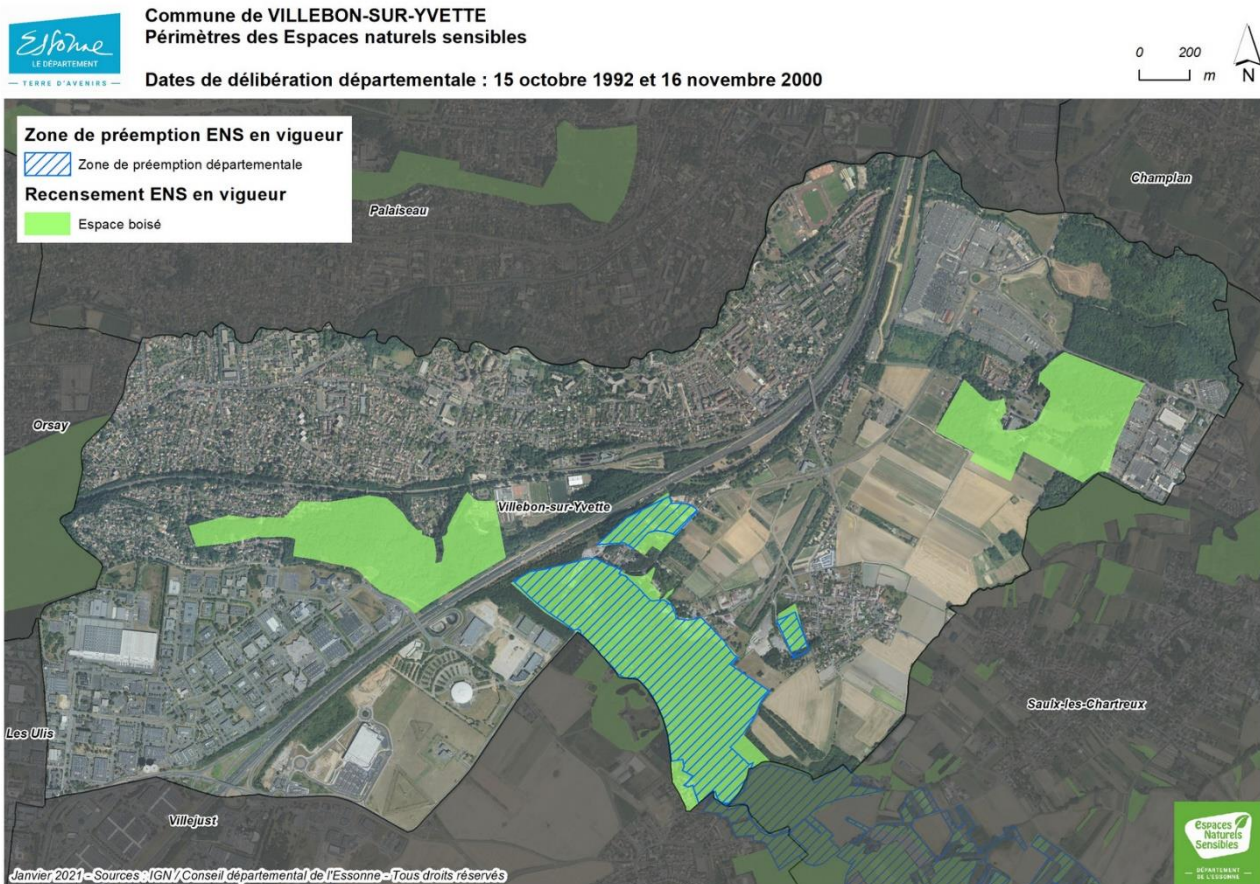 Essonne
LE DÉPARTEMENT
TERRE D'AVENIRS
Commune de VILLEBON-SUR-YVETTE
Périmètres des Espaces naturels sensibles
Dates de délibération départementale : 15 octobre 1992 et 16 novembre 2000
0 200
m
N
Zone de préemption ENS en vigueur
Zone de préemption départementale
Recensement ENS en vigueur
Espace boisé
Palaiseau
Champlan
Orsay
Villebon-sur-Yvette
Saulx-les-Chartreux
Les Ulis
Villejust
Espaces
Naturels
Sensibles
DÉPARTEMENT
DE L'ESSONNE
Janvier 2021 - Sources : IGN / Conseil départemental de l'Essonne - Tous droits réservés